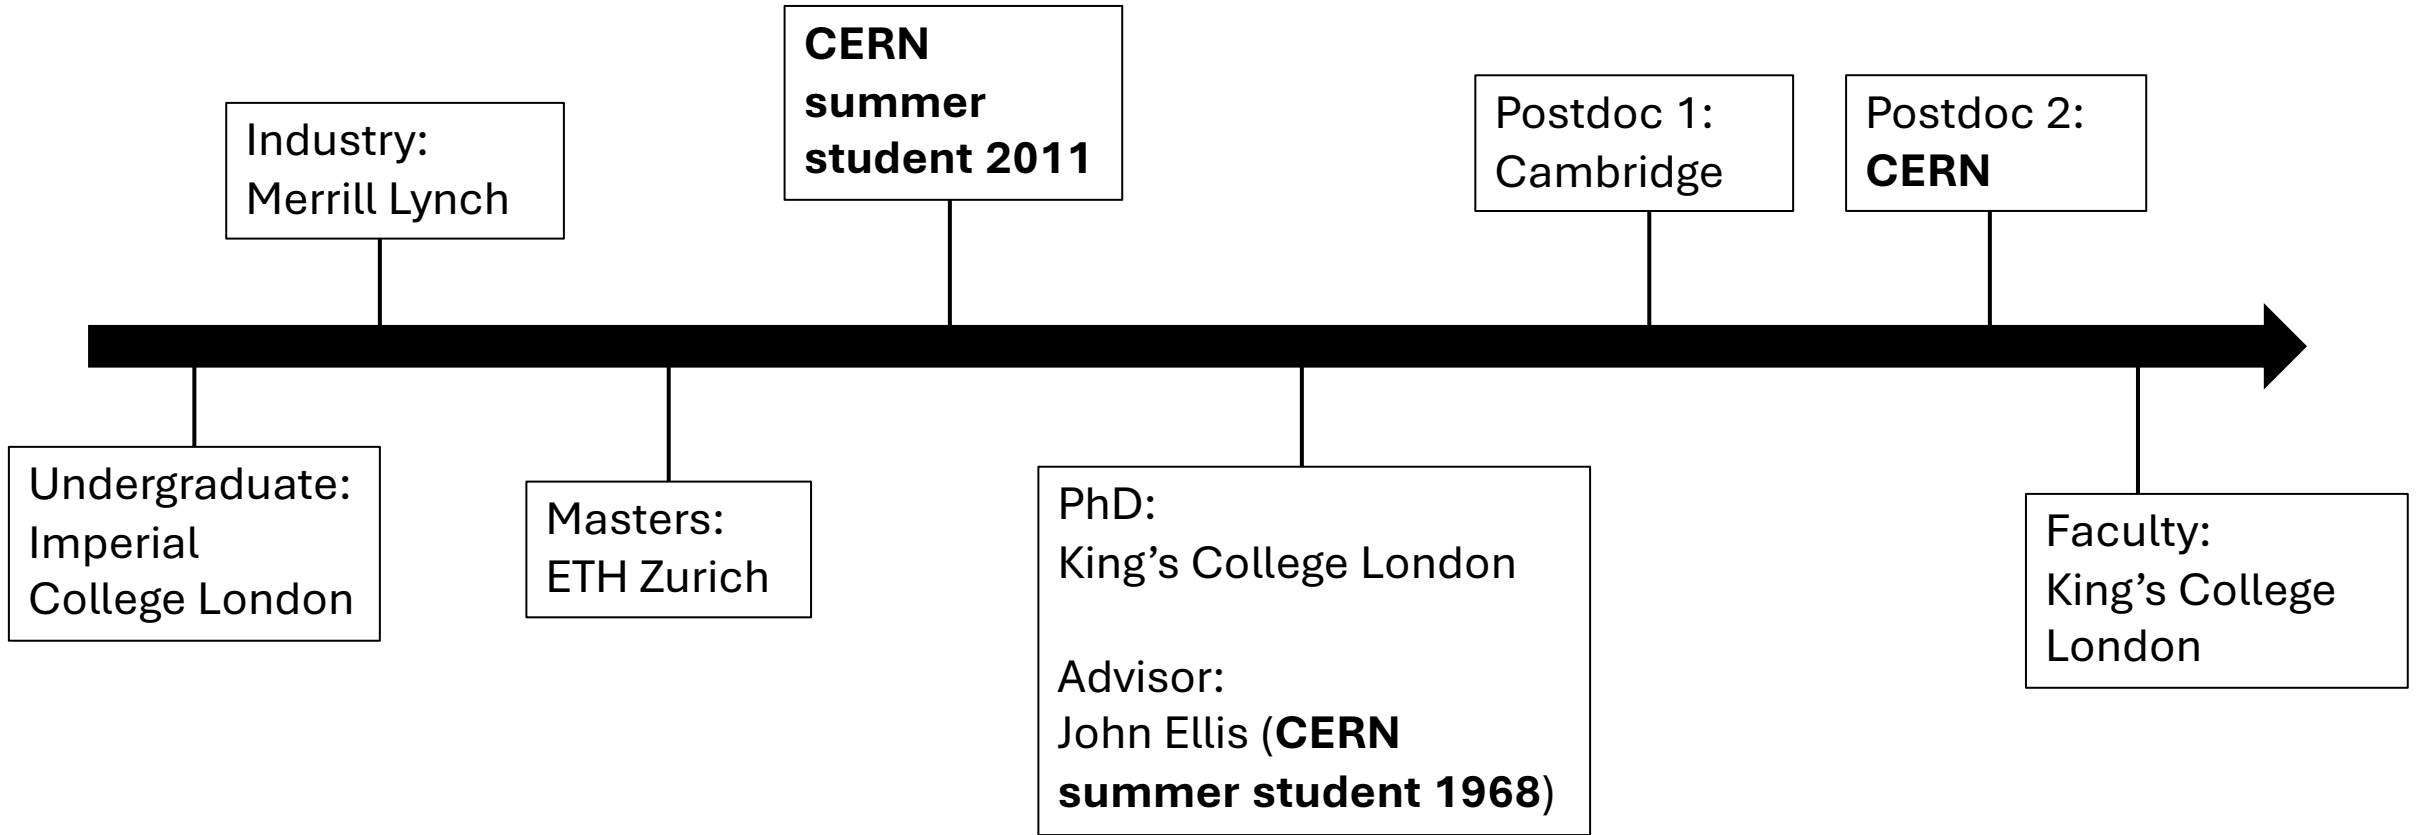 Undergraduate:
Imperial
College London
Industry:
Merrill Lynch
Masters:
ETH Zurich
CERN
summer
student 2011
PhD:
King’s College London
Advisor:
John Ellis (CERN
summer student 1968)
Postdoc 1:
Cambridge
Postdoc 2:
CERN
Faculty:
King’s College
London